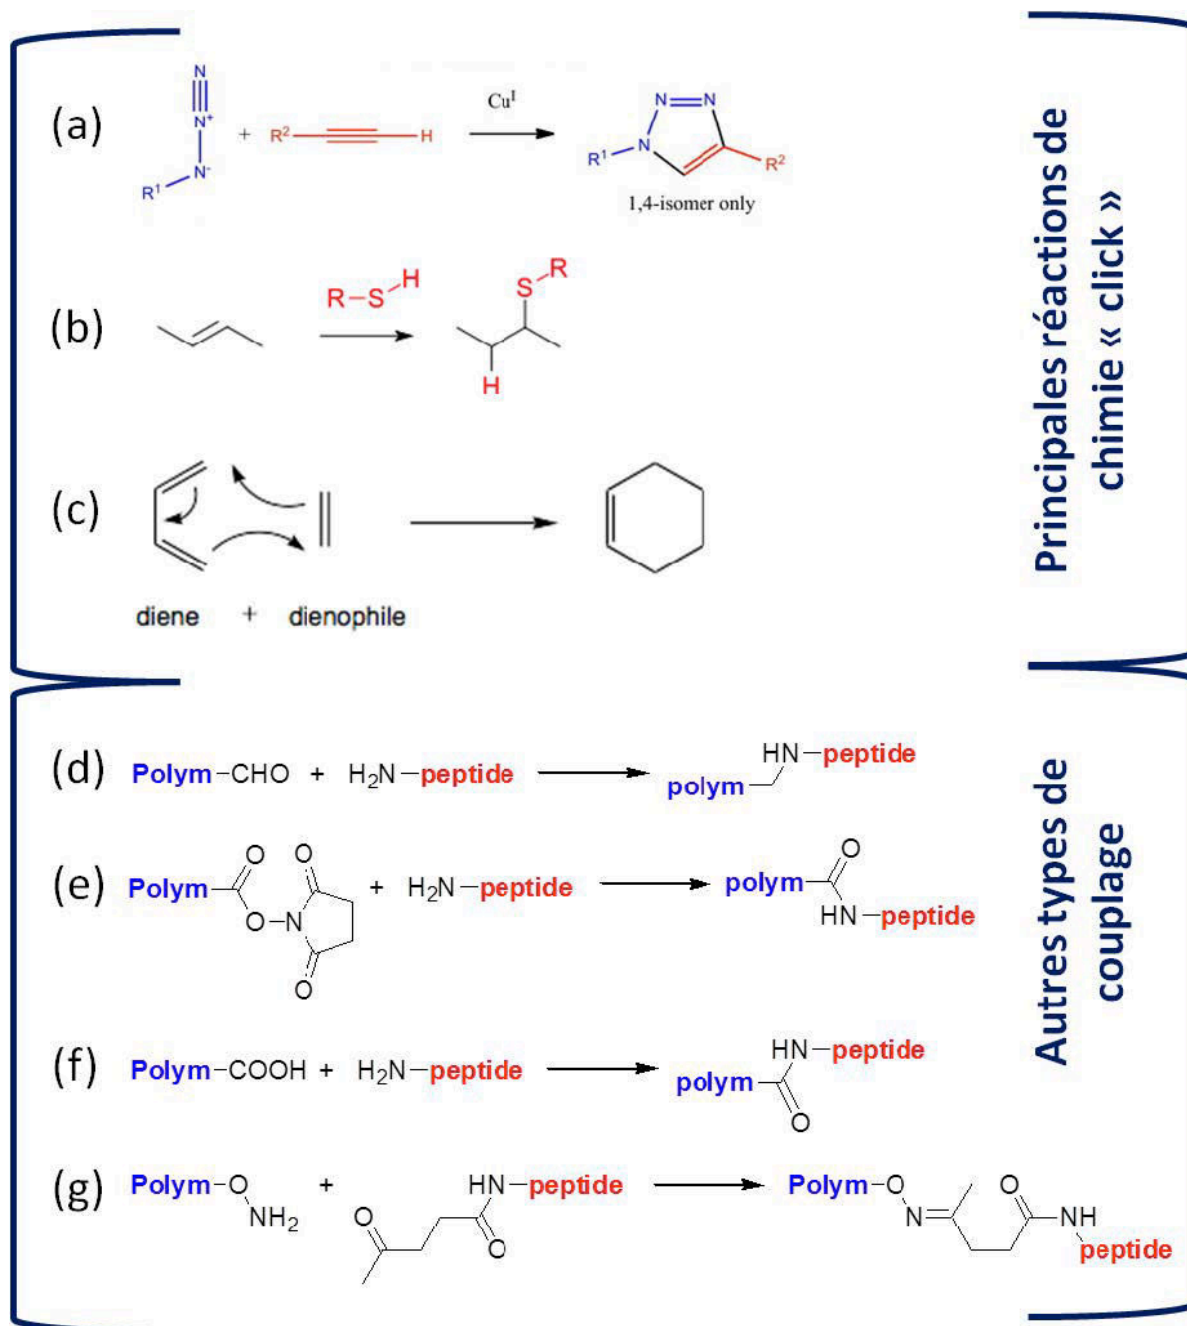 (a)
N
N⁺
N⁻
R¹
+
R²
H
Cuᴵ
N
N
N
R¹
R²
1,4-isomer only
(b)
R
S
H
S
R
H
(c)
diene + dienophile
Principales réactions de
chimie « click »
(d)
Polym-CHO + H₂N-peptide
HN-peptide
polym
(e)
Polym
O
O
O
N
O
+ H₂N-peptide
O
polym
HN-peptide
(f)
Polym-COOH + H₂N-peptide
HN-peptide
polym
O
(g)
Polym-O
NH₂
+
HN-peptide
O
O
Polym-O
N
O
NH
peptide
Autres types de
couplage